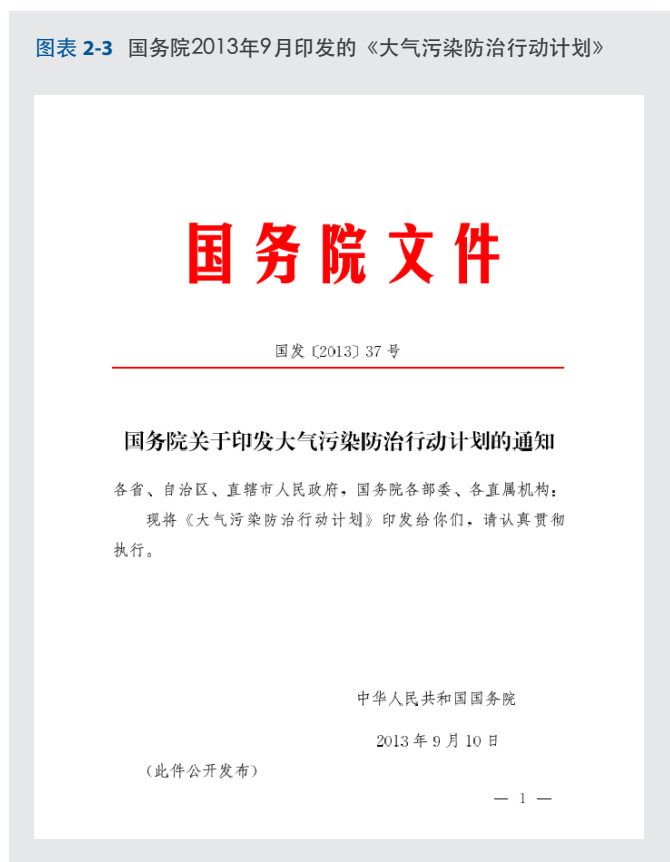 图表 2-3 国务院2013年9月印发的《大气污染防治行动计划》
国务院文件
国发〔2013〕37 号
国务院关于印发大气污染防治行动计划的通知
各省、自治区、直辖市人民政府，国务院各部委、各直属机构：
现将《大气污染防治行动计划》印发给你们，请认真贯彻
执行。
中华人民共和国国务院
2013 年 9 月 10 日
（此件公开发布）
— 1 —